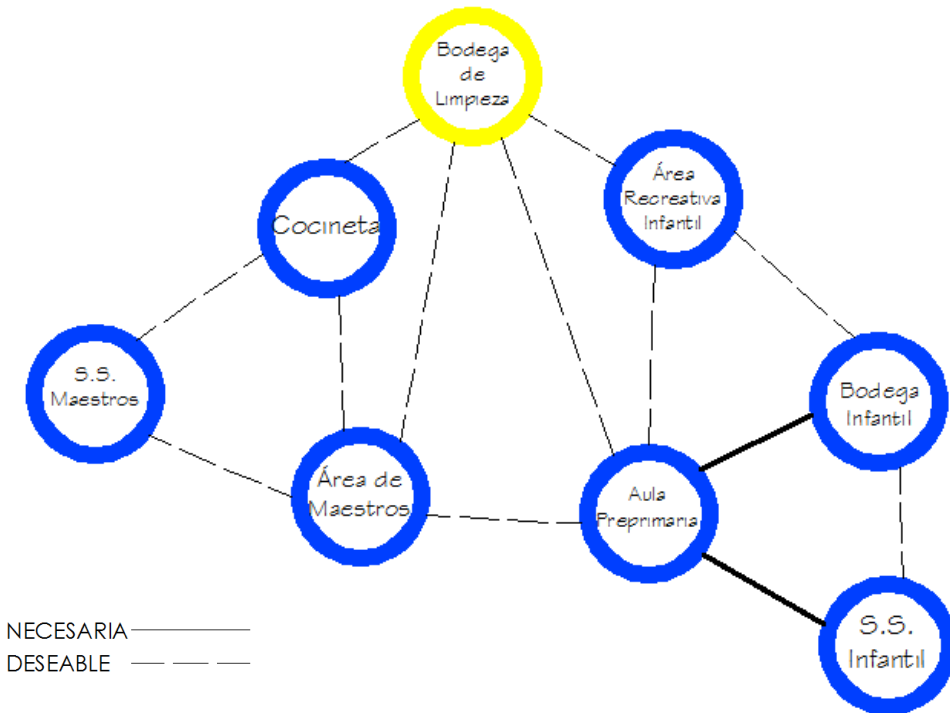 Bodega
de
Limpieza
Área
Recreativa
Infantil
Cocineta
S.S.
Maestros
Bodega
Infantil
Área de
Maestros
Aula
Preprimaria
S.S.
Infantil
NECESARIA
DESEABLE